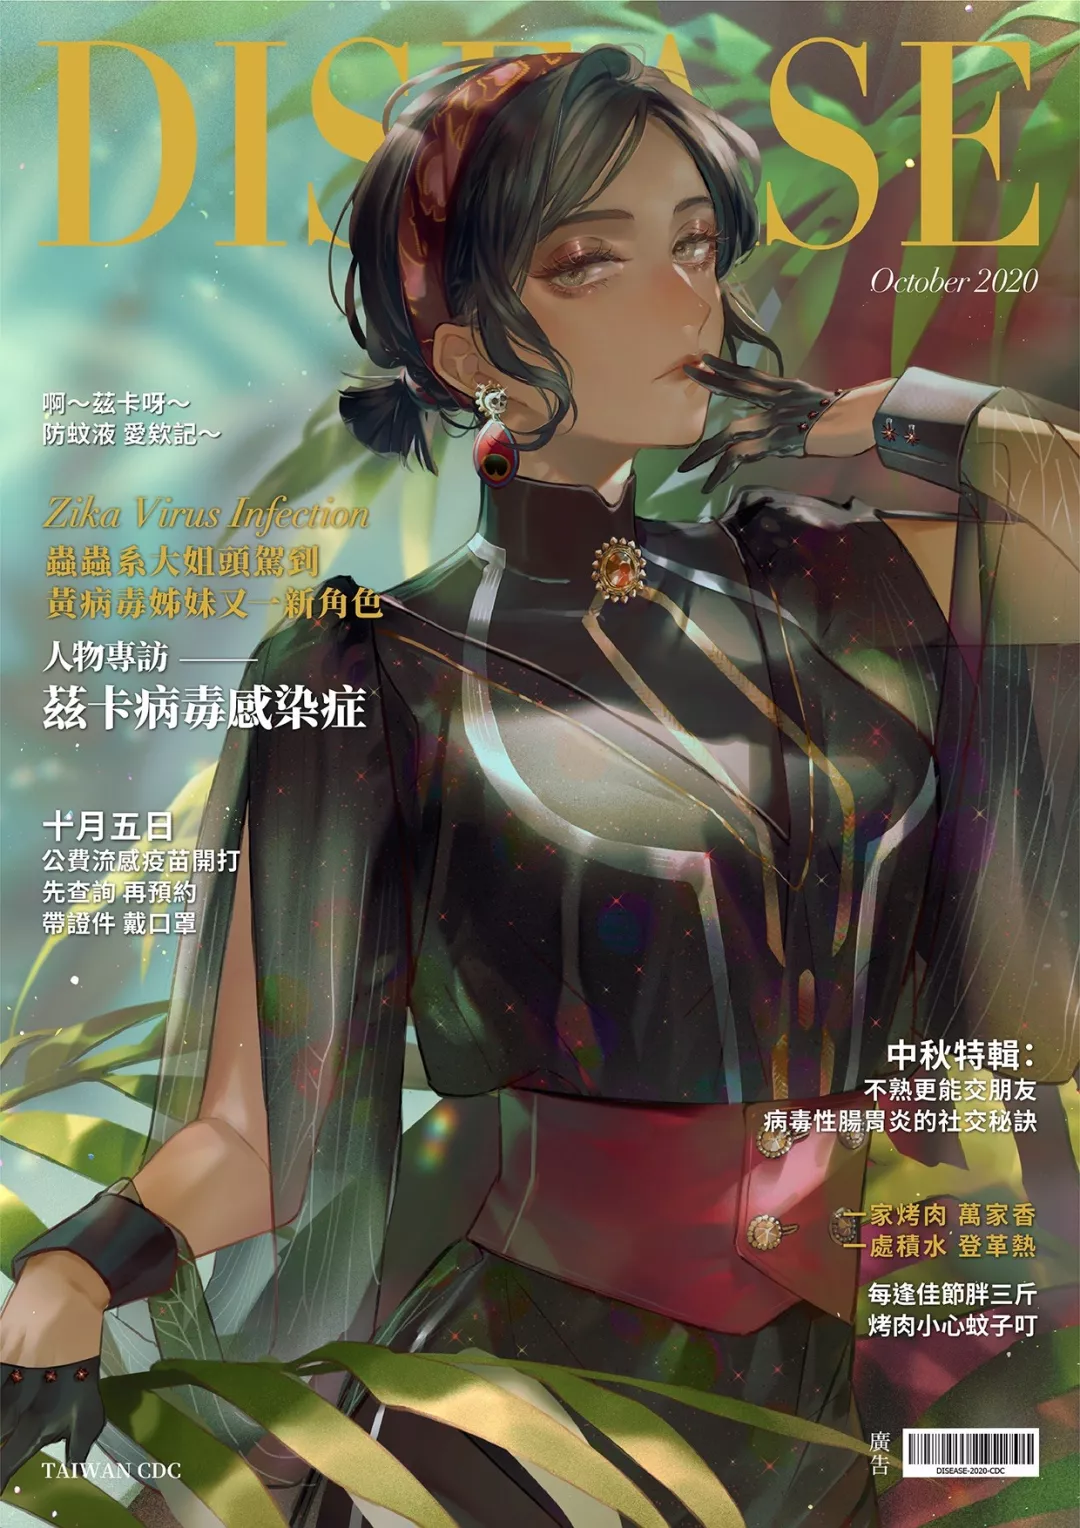 DISEASE
October 2020
啊～茲卡呀～
防蚊液 愛欸記～
Zika Virus Infection
蟲蟲系大姐頭駕到
黃病毒姊妹又一新角色
人物專訪 ——
茲卡病毒感染症
十月五日
公費流感疫苗開打
先查詢 再預約
帶證件 戴口罩
中秋特輯：
不熟更能交朋友
病毒性腸胃炎的社交秘訣
一家烤肉 萬家香
一處積水 登革熱
每逢佳節胖三斤
烤肉小心蚊子叮
TAIWAN CDC
廣告
DISEASE-2020-CDC